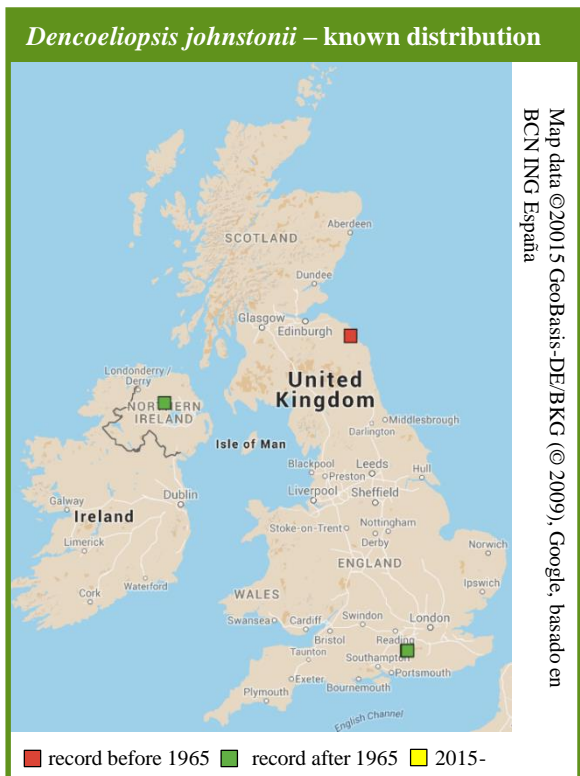 Dencoeliopsis johnstonii – known distribution
Aberdeen
SCOTLAND
Dundee
Glasgow
Edinburgh
United
Kingdom
Londonderry /
Derry
NORTHERN
IRELAND
Isle of Man
Middlesbrough
Darlington
Blackpool
Preston
Leeds
Hull
Galway
Dublin
Ireland
Liverpool
Sheffield
Limerick
Stoke-on-Trent
Nottingham
Derby
Norwich
ENGLAND
Cork
Waterford
WALES
Ipswich
Swansea
Cardiff
Swindon
London
Bristol
Reading
Taunton
Southampton
Portsmouth
Exeter
Bournemouth
Plymouth
English Channel
Map data ©20015 GeoBasis-DE/BKG (© 2009), Google, basado en
BCN ING España
record before 1965 record after 1965 2015-